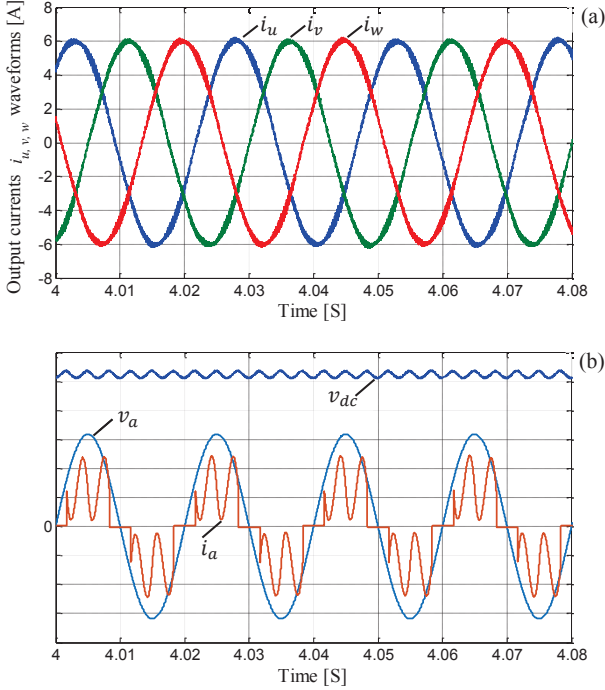 (a)
Output currents i_{u, v, w} waveforms [A]
8
6
4
2
0
-2
-4
-6
-8
i_u
i_v
i_w
4
4.01
4.02
4.03
4.04
4.05
4.06
4.07
4.08
Time [S]
(b)
v_a
v_{dc}
i_a
0
4
4.01
4.02
4.03
4.04
4.05
4.06
4.07
4.08
Time [S]